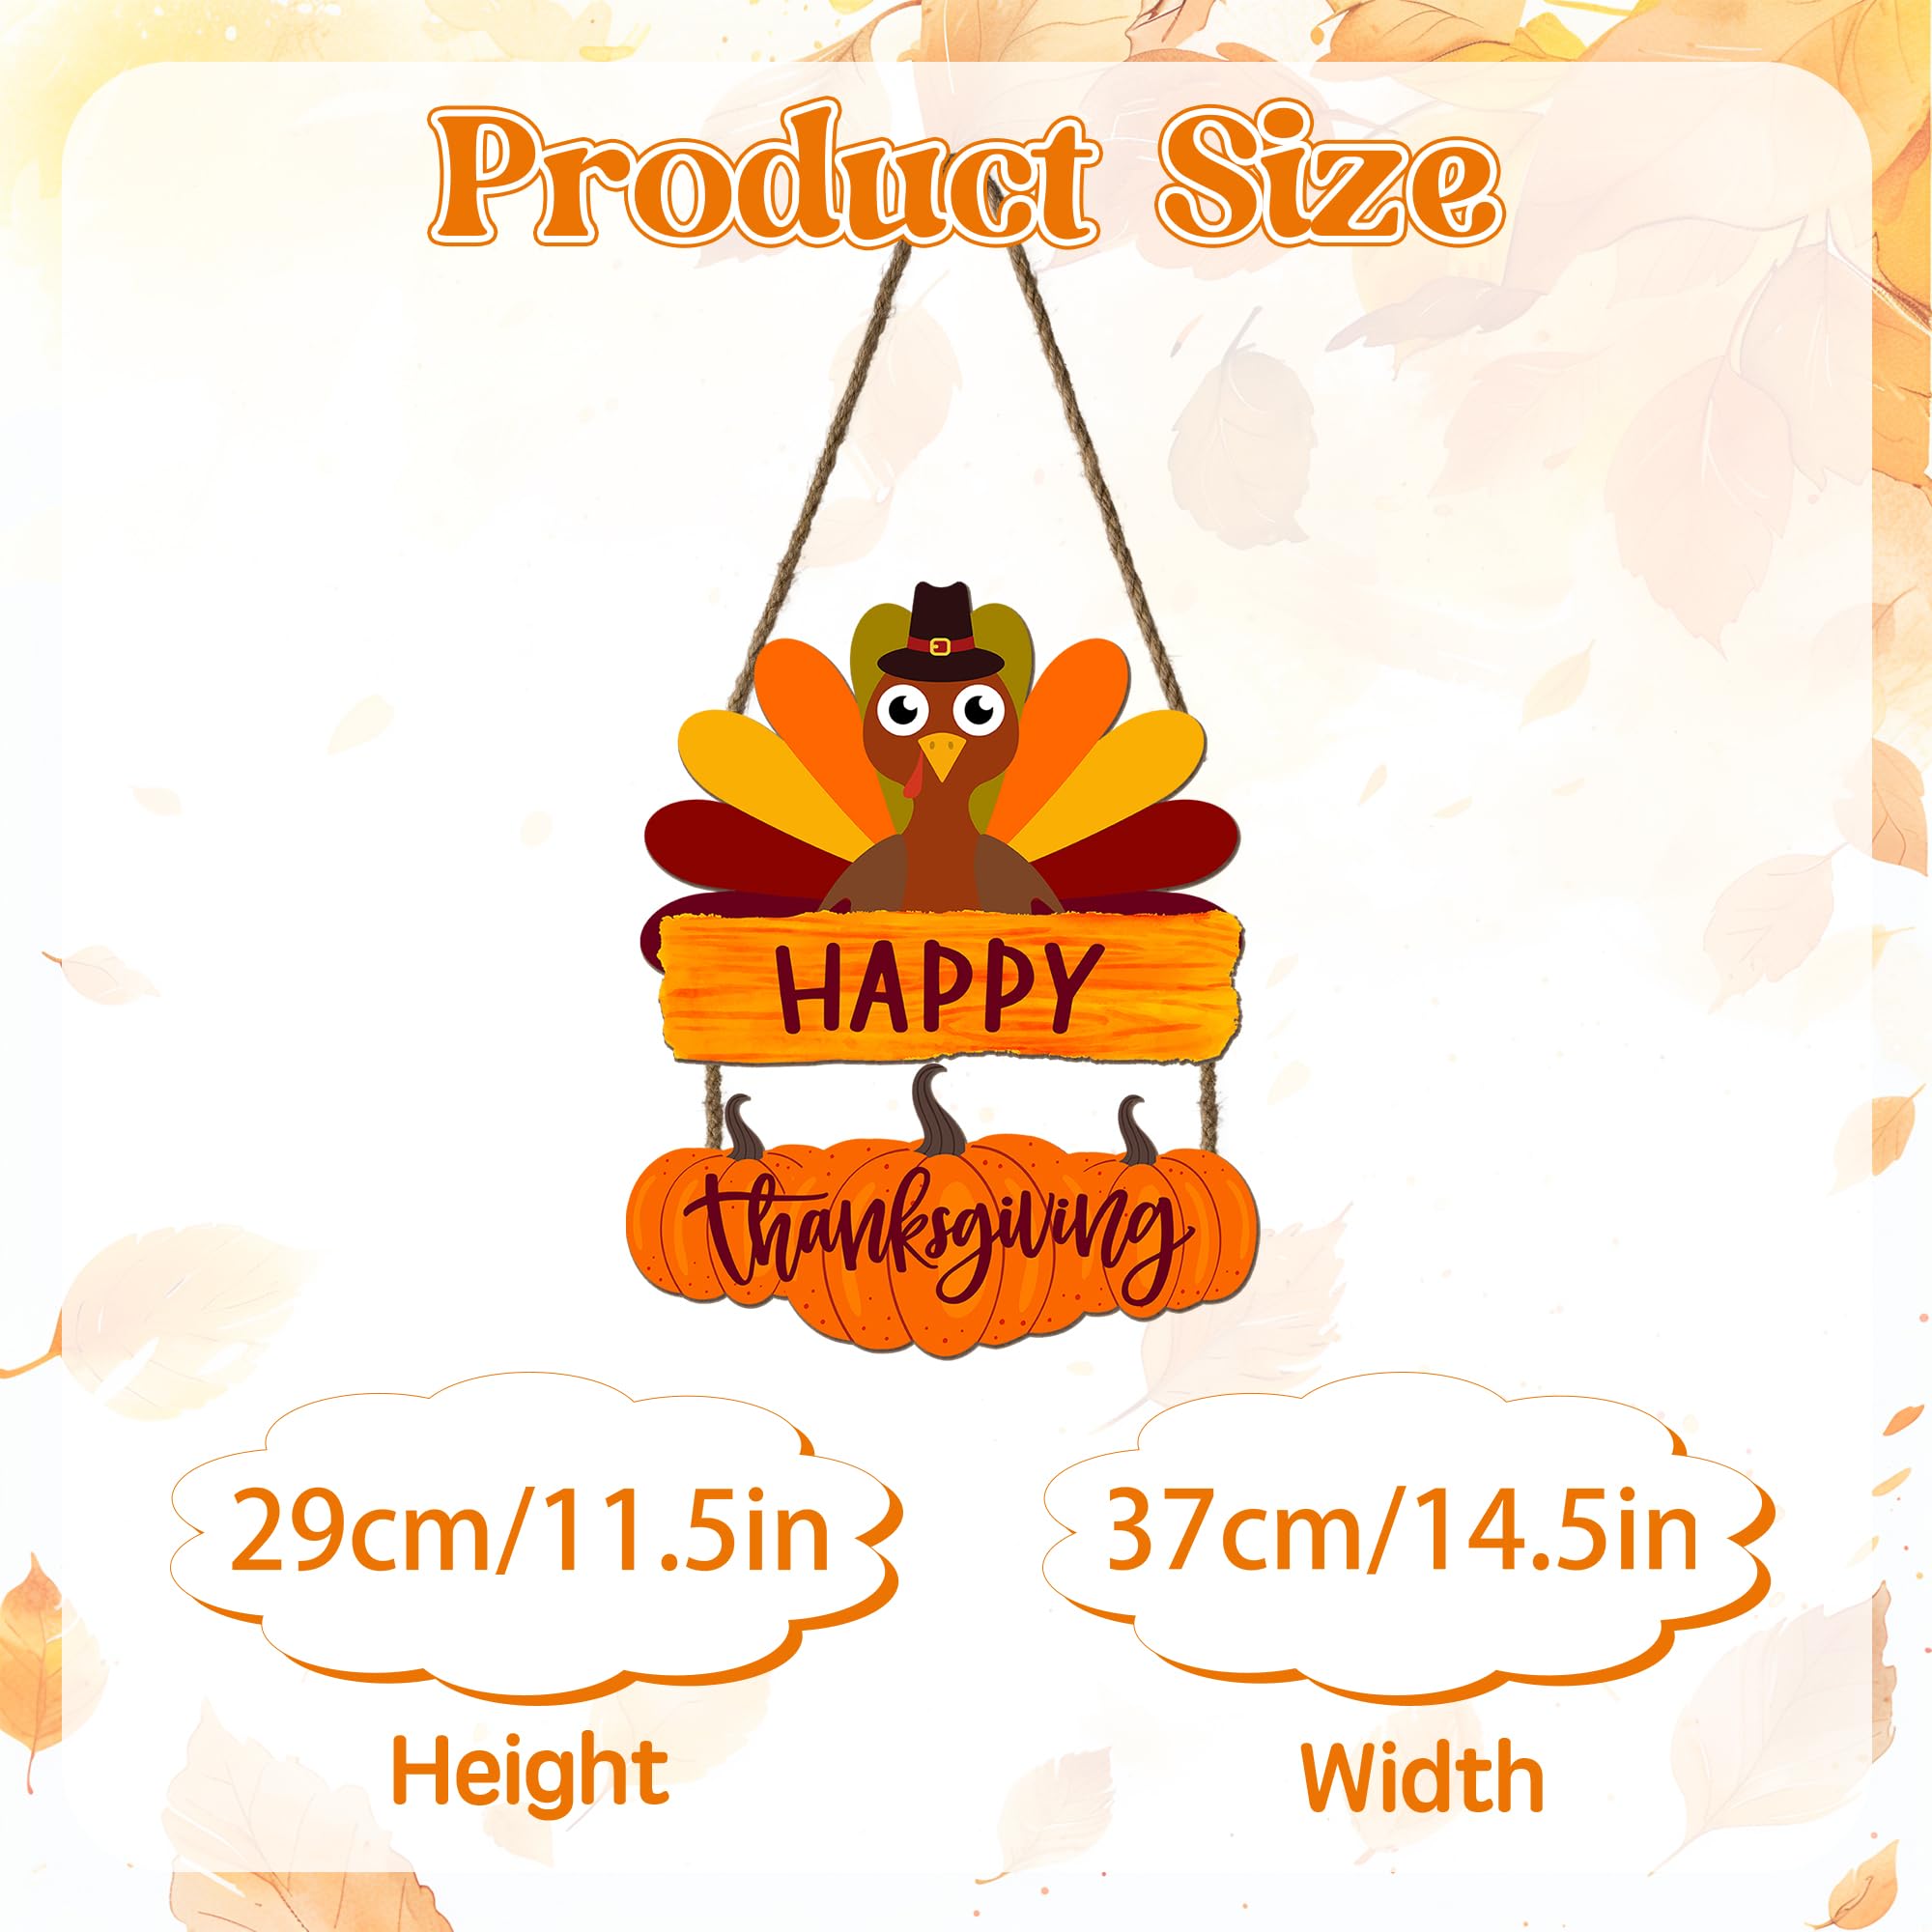 Product Size
HAPPY
thanksgiving
29cm/11.5in
37cm/14.5in
Height
Width